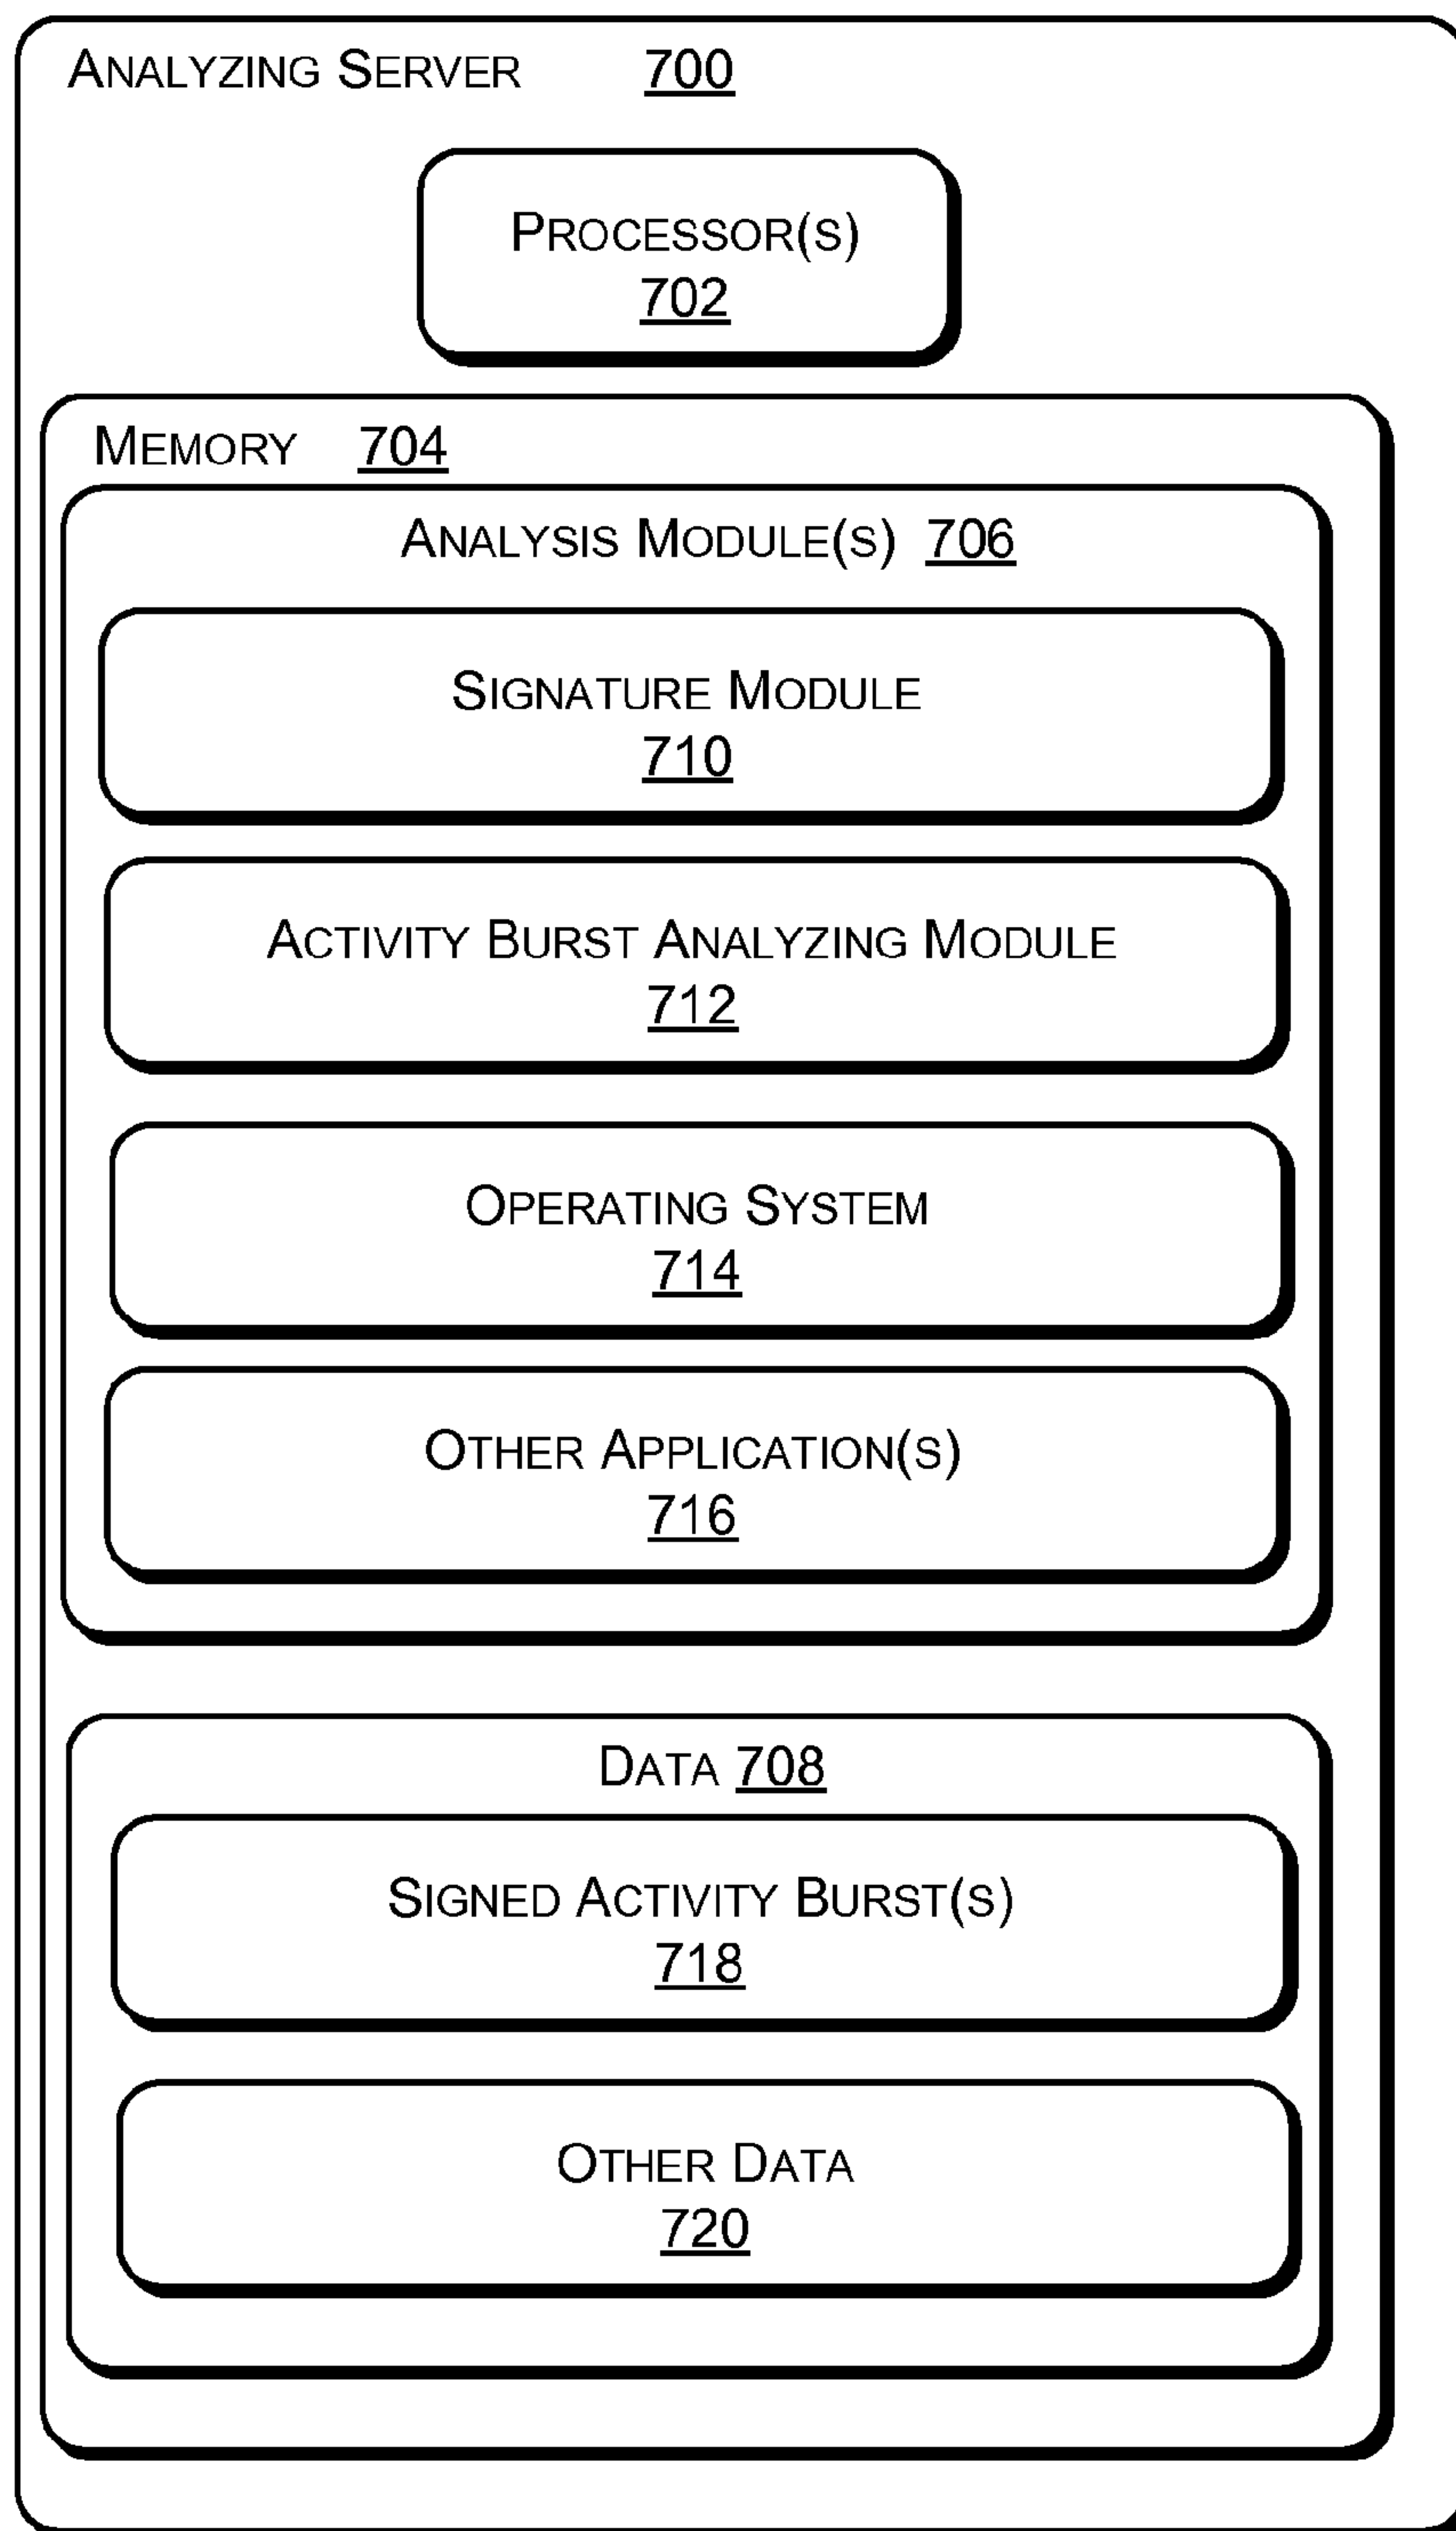 ANALYZING SERVER 700
PROCESSOR(S)
702
MEMORY 704
ANALYSIS MODULE(S) 706
SIGNATURE MODULE
710
ACTIVITY BURST ANALYZING MODULE
712
OPERATING SYSTEM
714
OTHER APPLICATION(S)
716
DATA 708
SIGNED ACTIVITY BURST(S)
718
OTHER DATA
720